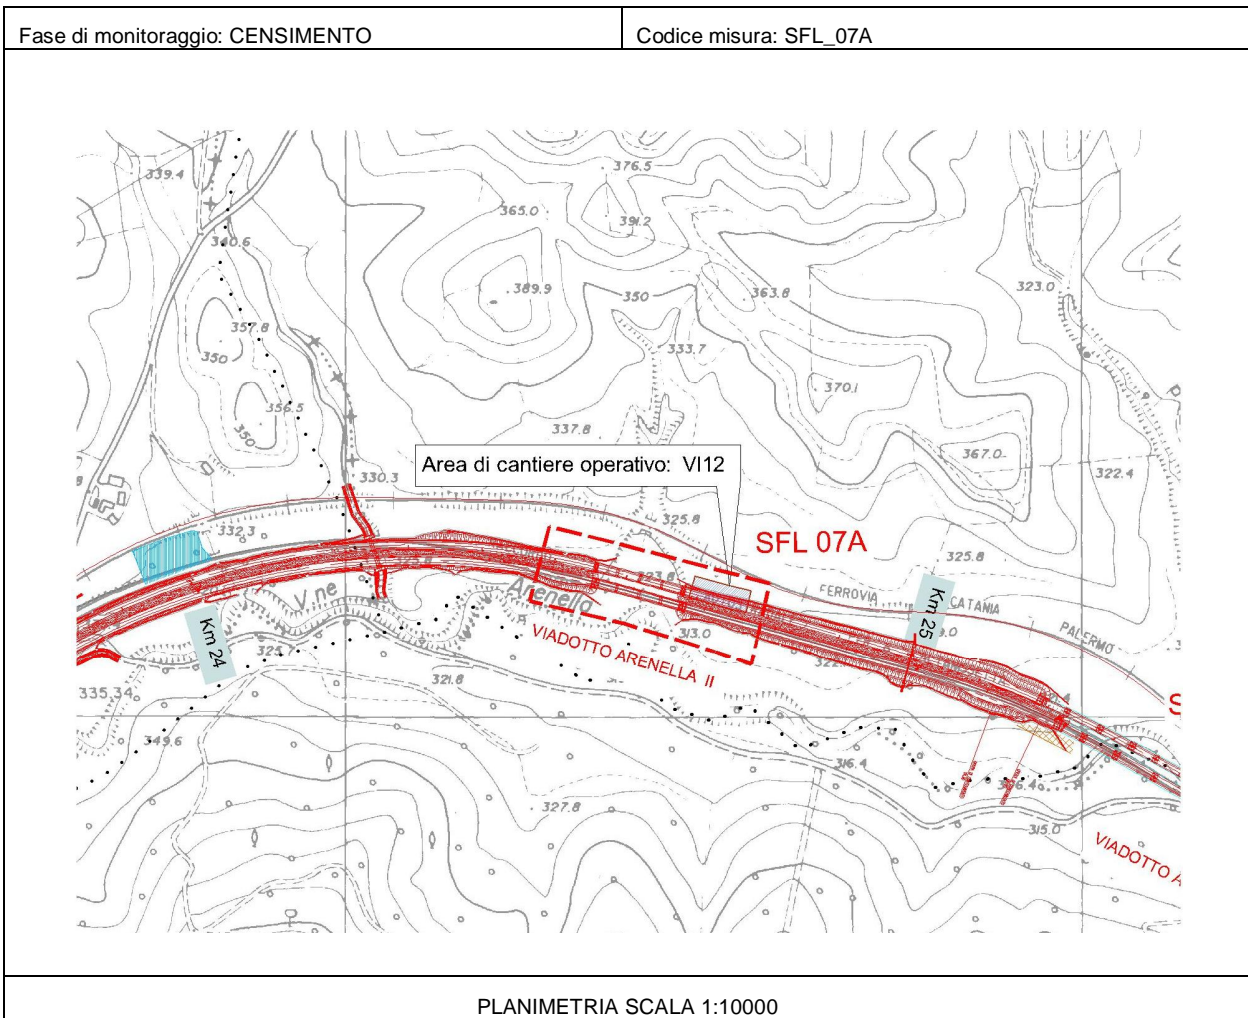 Fase di monitoraggio: CENSIMENTO
Codice misura: SFL_07A
376.5
339.4
365.0
391.2
340.6
323.0
389.9
350
363.8
357.8
333.7
350
370.1
356.5
337.8
350
367.0
Area di cantiere operativo: VI12
322.4
330.3
325.8
332.3
SFL 07A
325.8
323.8
FERROVIA
CATANIA
PALERMO
V.ne
Arenello
Km 25
313.0
VIADOTTO ARENELLA II
Km 24
321.8
335.34
349.6
316.4
327.8
315.0
VIADOTTO
PLANIMETRIA SCALA 1:10000